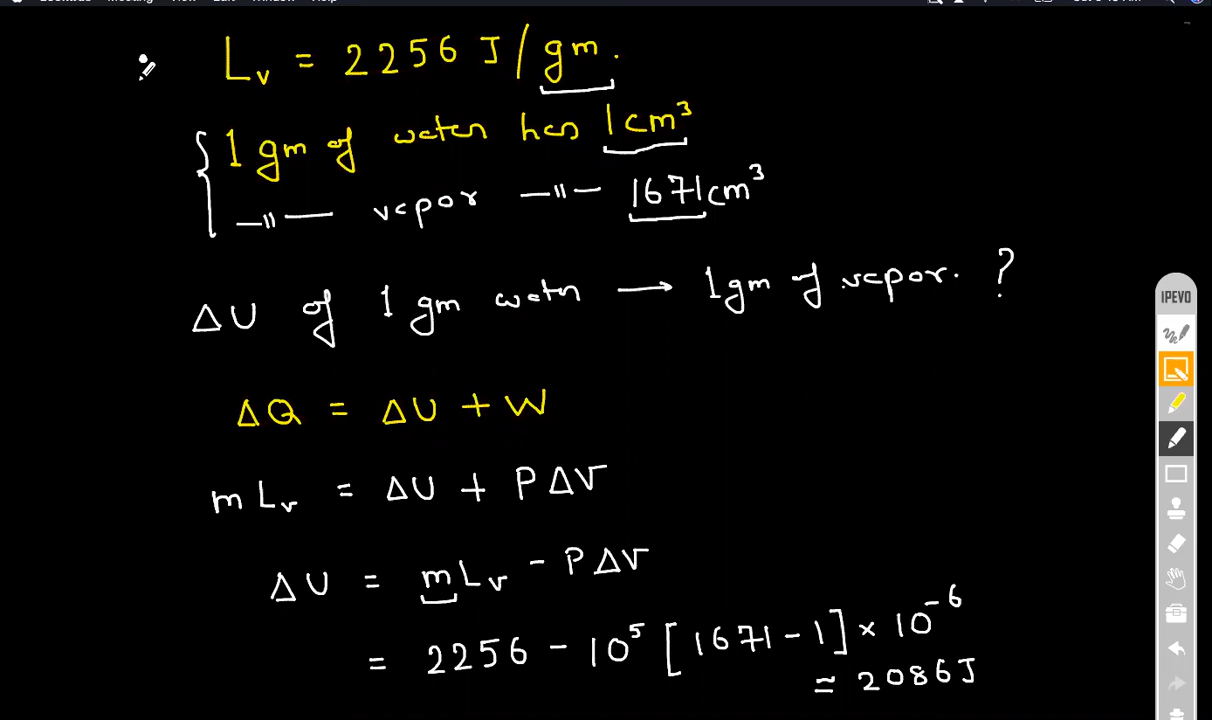 Lv = 2256 J/gm.
1 gm of water has 1cm³
—॥— vapor —॥— 1671cm³
ΔU of 1 gm water → 1gm of vapor. ?
ΔQ = ΔU + W
mLv = ΔU + PΔV
ΔU = mLv - PΔV
= 2256 - 10⁵ [1671-1] × 10⁻⁶
≈ 2086J
IPEVO